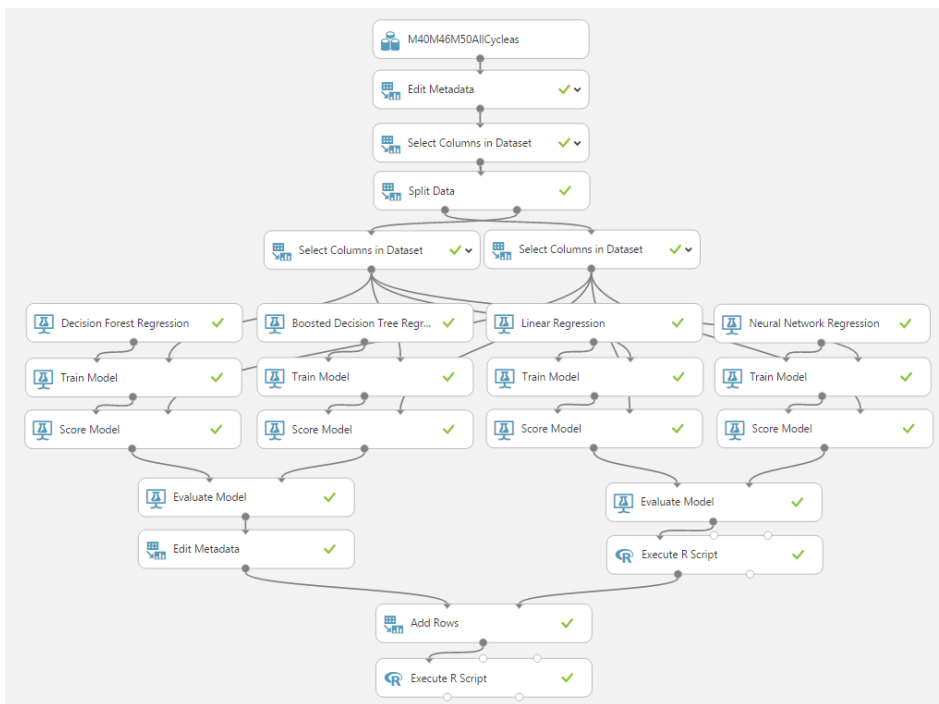 M40M46M50AllCycleas
Edit Metadata
Select Columns in Dataset
Split Data
Select Columns in Dataset
Select Columns in Dataset
Decision Forest Regression
Boosted Decision Tree Regr...
Linear Regression
Neural Network Regression
Train Model
Train Model
Train Model
Train Model
Score Model
Score Model
Score Model
Score Model
Evaluate Model
Evaluate Model
Edit Metadata
Execute R Script
Add Rows
Execute R Script